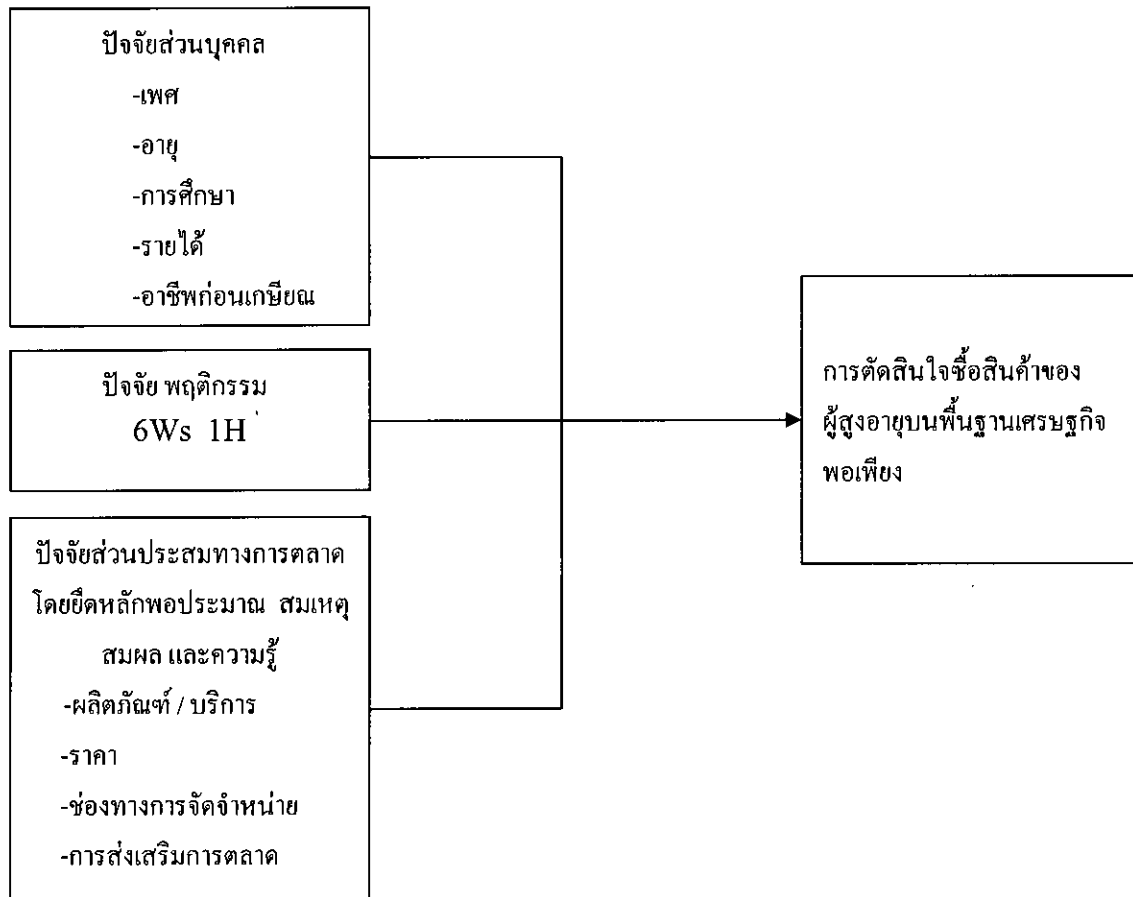 ปัจจัยส่วนบุคคล
-เพศ
-อายุ
-การศึกษา
-รายได้
-อาชีพก่อนเกษียณ
ปัจจัย พฤติกรรม
6Ws 1H
ปัจจัยส่วนประสมทางการตลาด
โดยยึดหลักพอประมาณ สมเหตุ
สมผล และความรู้
-ผลิตภัณฑ์ / บริการ
-ราคา
-ช่องทางการจัดจำหน่าย
-การส่งเสริมการตลาด
การตัดสินใจซื้อสินค้าของ
ผู้สูงอายุบนพื้นฐานเศรษฐกิจ
พอเพียง